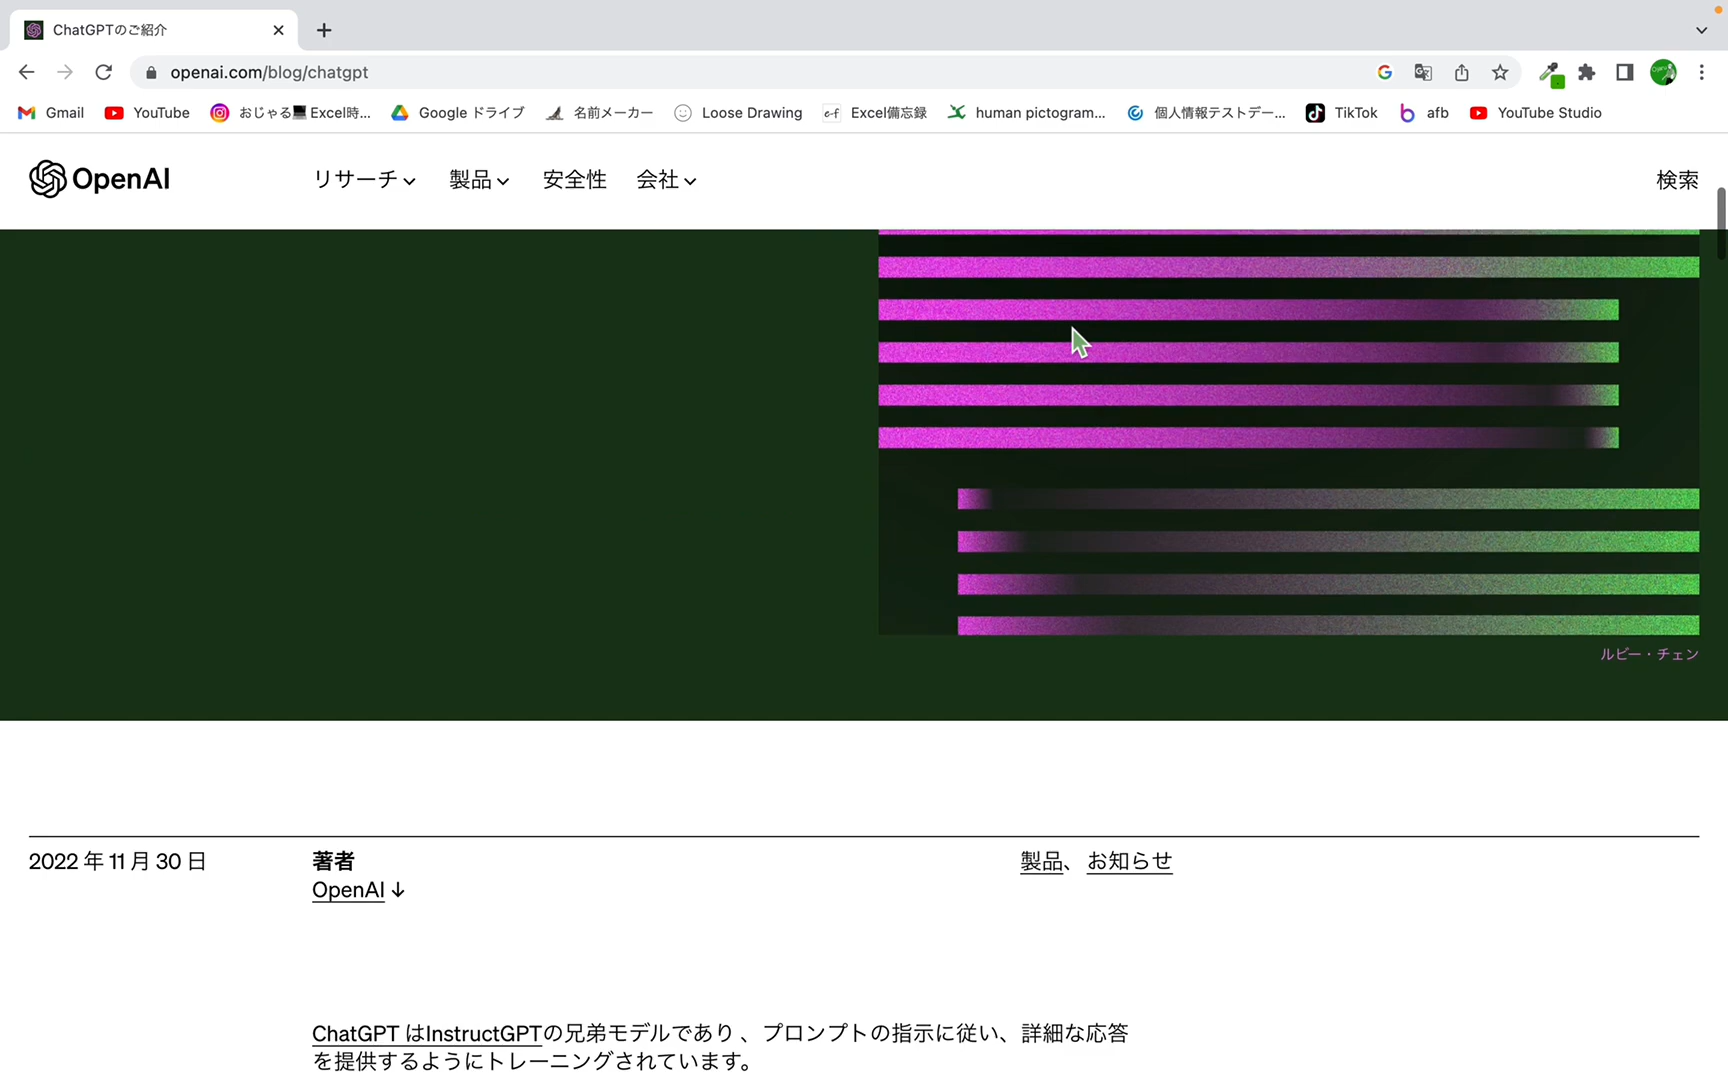 ChatGPTのご紹介
openai.com/blog/chatgpt
Gmail YouTube おじゃる💻Excel時... Google ドライブ 名前メーカー Loose Drawing Excel備忘録 human pictogram... 個人情報テストデー... TikTok afb YouTube Studio
OpenAI リサーチ 製品 安全性 会社 検索
ルビー・チェン
2022 年 11 月 30 日 著者 製品、 お知らせ
OpenAI ↓
ChatGPT はInstructGPTの兄弟モデルであり 、プロンプトの指示に従い、詳細な応答
を提供するようにトレーニングされています。